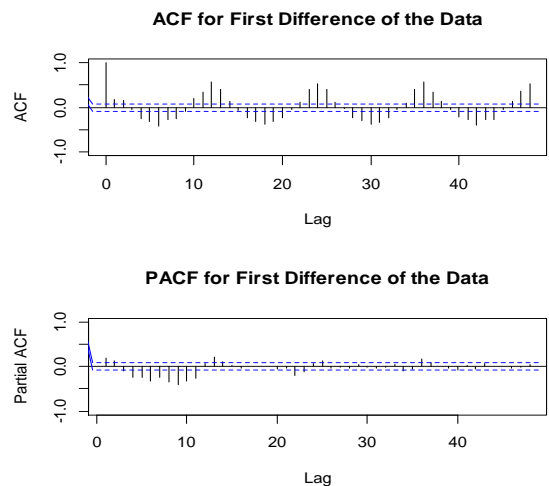 ACF for First Difference of the Data
ACF
-1.0 0.0 1.0
0 10 20 30 40
Lag
PACF for First Difference of the Data
Partial ACF
-1.0 0.0 1.0
0 10 20 30 40
Lag